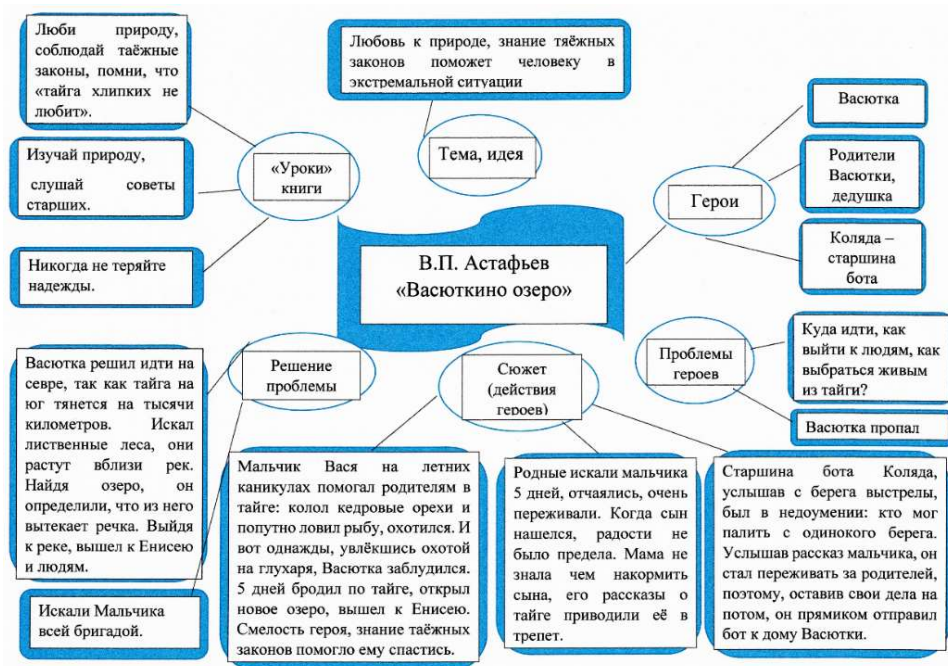 Люби природу,
соблюдай таёжные
законы, помни, что
«тайга хлипких не
любит».
Любовь к природе, знание тяёжных
законов поможет человеку в
экстремальной ситуации
Изучай природу,
слушай советы
старших.
«Уроки»
книги
Тема, идея
Васютка
Родители
Васютки,
дедушка
Герои
Коляда –
старшина
бота
Никогда не теряйте
надежды.
В.П. Астафьев
«Васюткино озеро»
Васютка решил идти на
севре, так как тайга на
юг тянется на тысячи
километров. Искал
лиственные леса, они
растут вблизи рек.
Найдя озеро, он
определили, что из него
вытекает речка. Выйдя
к реке, вышел к Енисею
и людям.
Решение
проблемы
Сюжет
(действия
героев)
Проблемы
героев
Куда идти, как
выйти к людям, как
выбраться живым
из тайги?
Васютка пропал
Искали Мальчика
всей бригадой.
Мальчик Вася на летних
каникулах помогал родителям в
тайге: колол кедровые орехи и
попутно ловил рыбу, охотился. И
вот однажды, увлёкшись охотой
на глухаря, Васютка заблудился.
5 дней бродил по тайге, открыл
новое озеро, вышел к Енисею.
Смелость героя, знание таёжных
законов помогло ему спастись.
Родные искали мальчика
5 дней, отчаялись, очень
переживали. Когда сын
нашелся, радости не
было предела. Мама не
знала чем накормить
сына, его рассказы о
тайге приводили её в
трепет.
Старшина бота Коляда,
услышав с берега выстрелы,
был в недоумении: кто мог
палить с одинокого берега.
Услышав рассказ мальчика, он
стал переживать за родителей,
поэтому, оставив свои дела на
потом, он прямиком отправил
бот к дому Васютки.